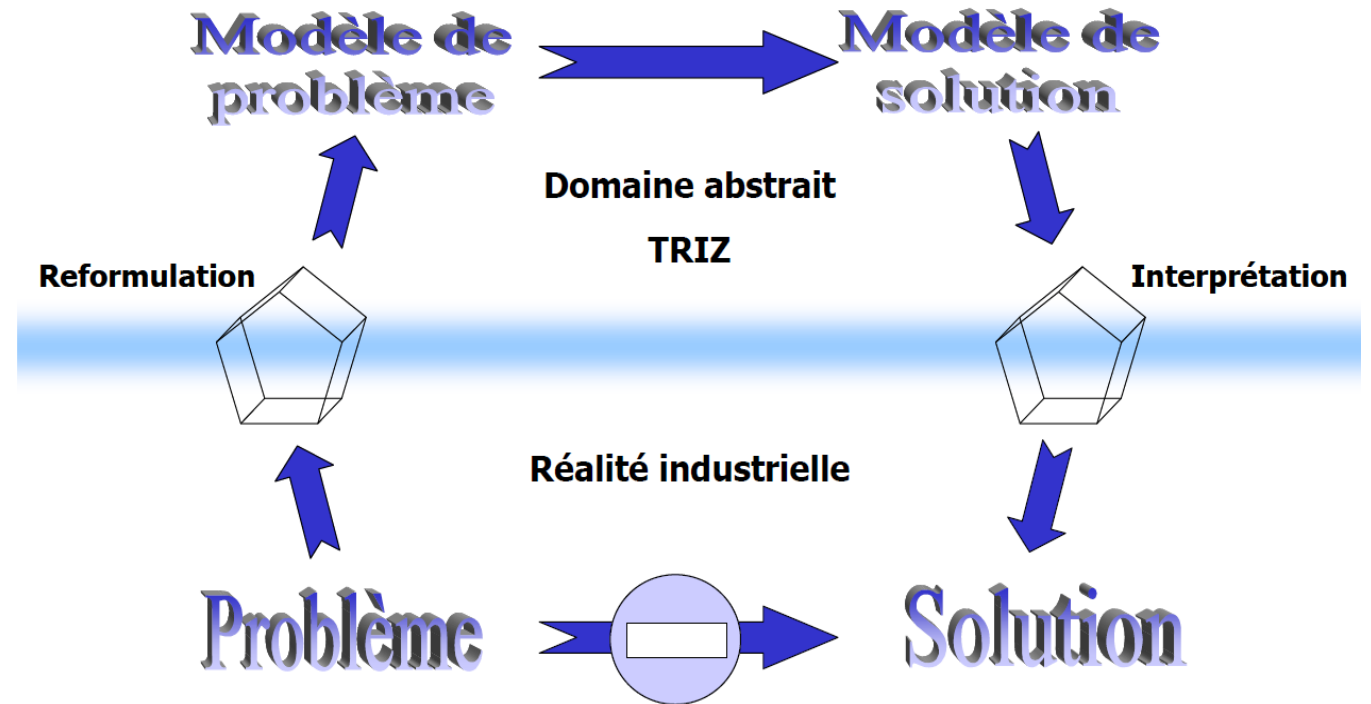 Modèle de
problème
Modèle de
solution
Domaine abstrait
TRIZ
Reformulation
Interprétation
Réalité industrielle
Problème
Solution